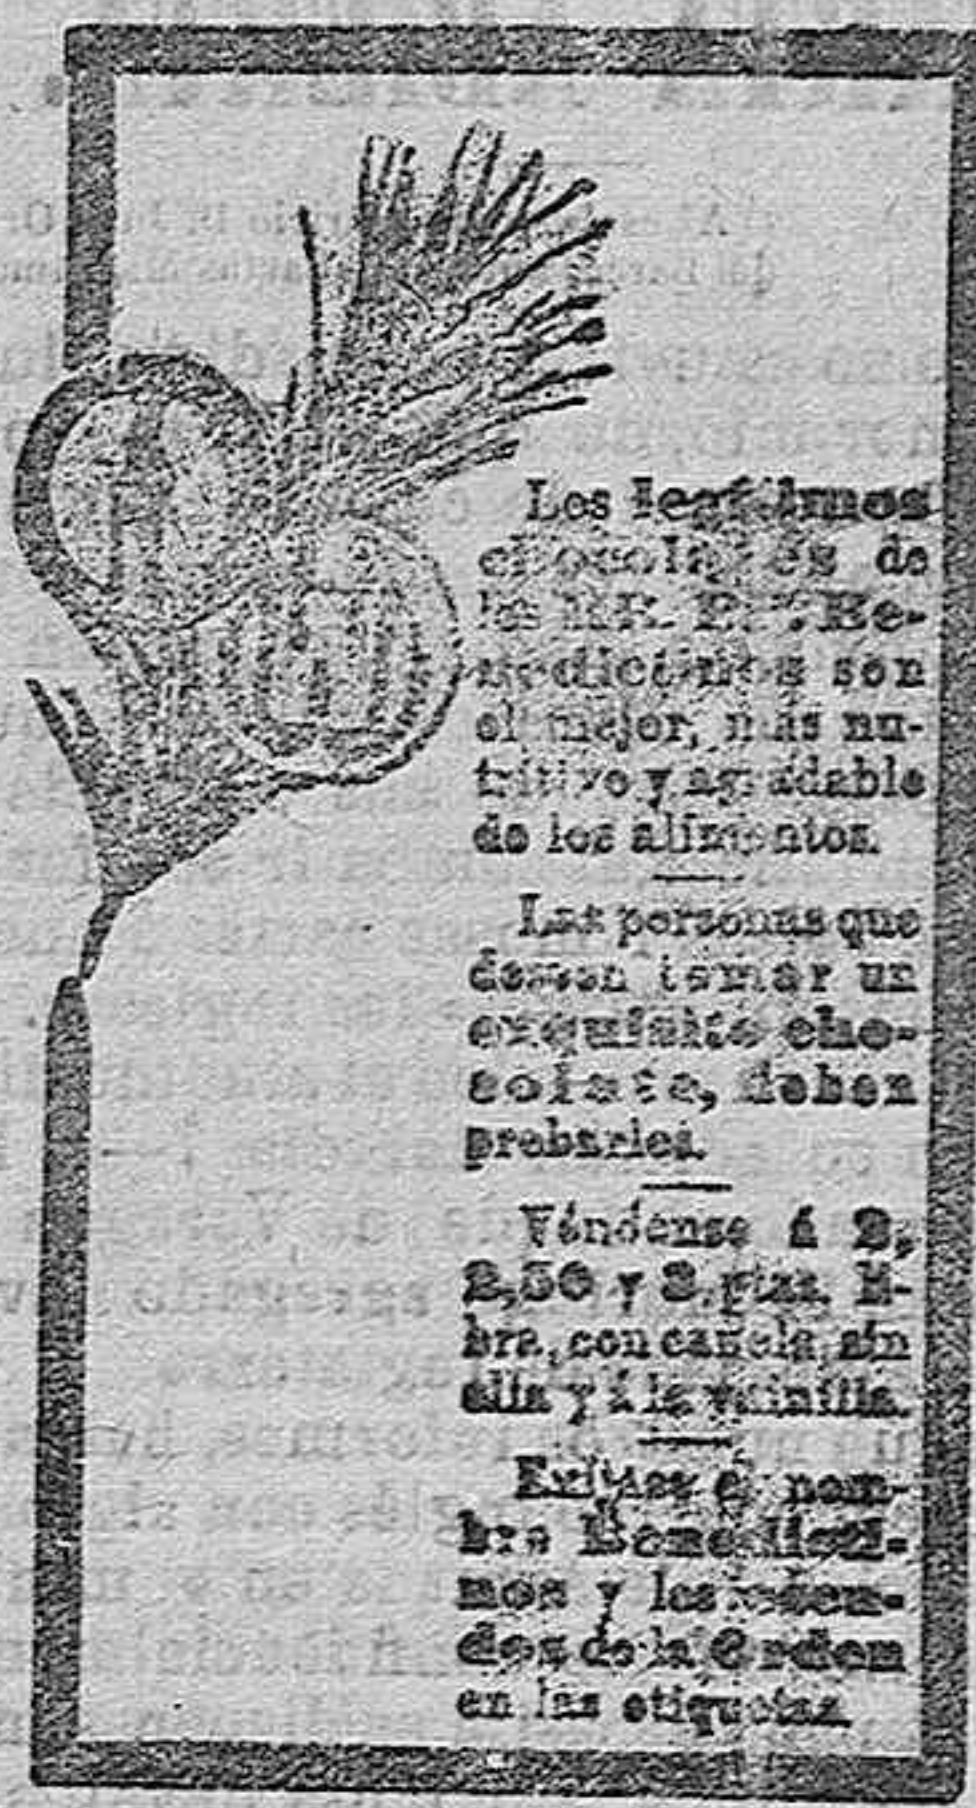 Los legítimos
chocolates de
los RR. PP. Be-
nedictinos son
el mejor, más nu-
tritivo y agradable
de los alimentos.
Las personas que
deseen tomar un
exquisito cho-
colate, deben
probarlos.
Véndense á 2,
2,50 y 3 ptas. li-
bra, con canela, sin
ella y á la vainilla.
Exíjase el nom-
bre Benedicti-
nos y los
de la Orden
en las etiquetas.